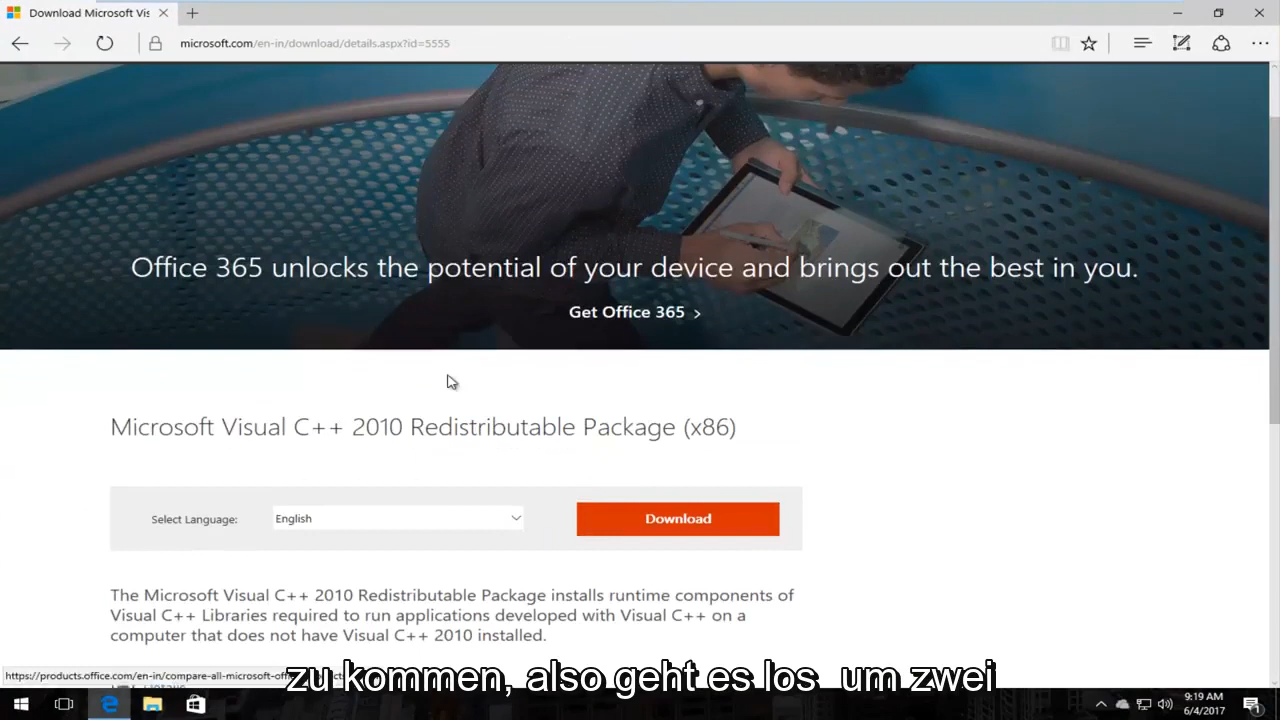 Download Microsoft Vis
microsoft.com/en-in/download/details.aspx?id=5555
Office 365 unlocks the potential of your device and brings out the best in you.
Get Office 365 >
Microsoft Visual C++ 2010 Redistributable Package (x86)
Select Language:
English
Download
The Microsoft Visual C++ 2010 Redistributable Package installs runtime components of
Visual C++ Libraries required to run applications developed with Visual C++ on a
computer that does not have Visual C++ 2010 installed.
https://products.office.com/en-in/compare-all-microsoft-of
zu kommen, also geht es los um zwei
9:19 AM
6/4/2017